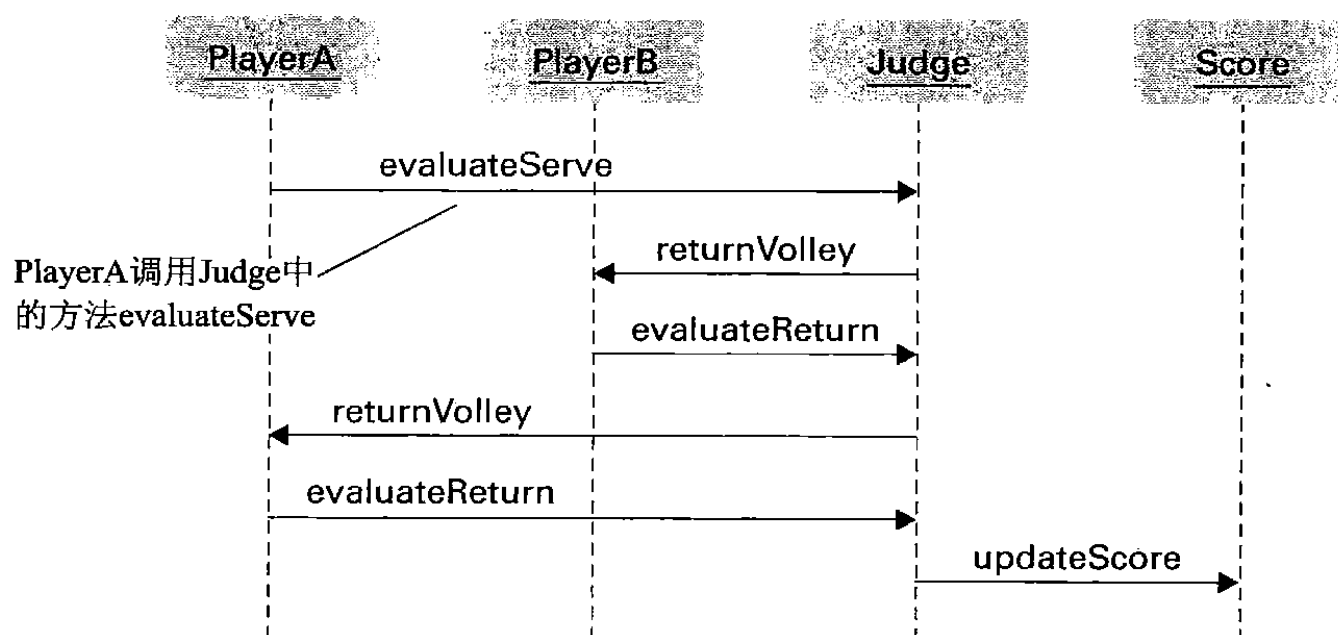 PlayerA
PlayerB
Judge
Score
evaluateServe
returnVolley
PlayerA调用Judge中
的方法evaluateServe
evaluateReturn
returnVolley
evaluateReturn
updateScore